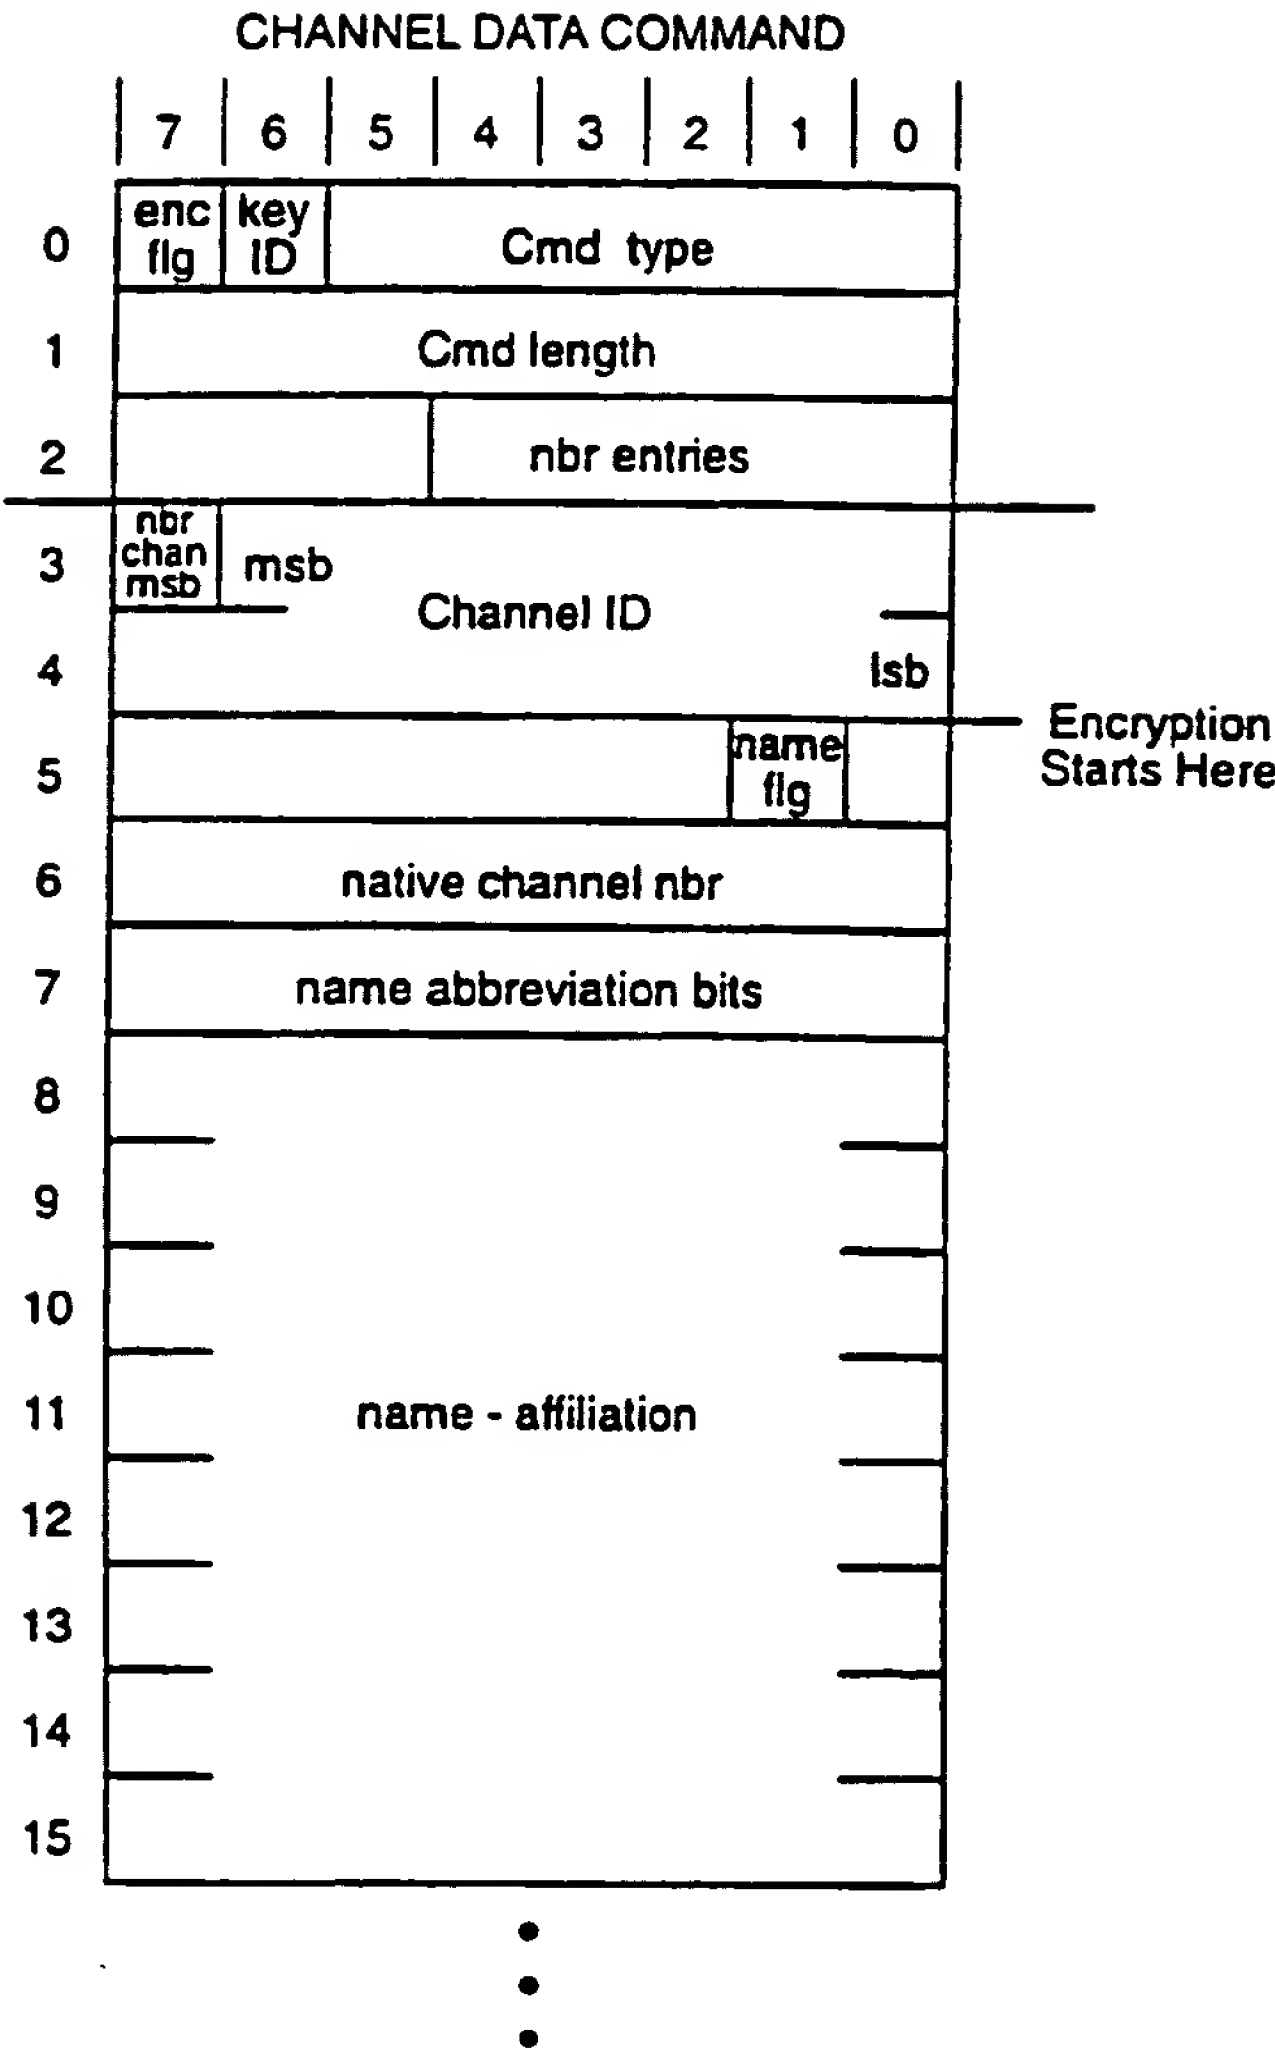 CHANNEL DATA COMMAND
7 6 5 4 3 2 1 0
0 enc flg key ID Cmd type
1 Cmd length
2 nbr entries
3 nbr chan msb msb
Channel ID
4 lsb
Encryption
Starts Here
5 name flg
6 native channel nbr
7 name abbreviation bits
8
9
10
11 name - affiliation
12
13
14
15